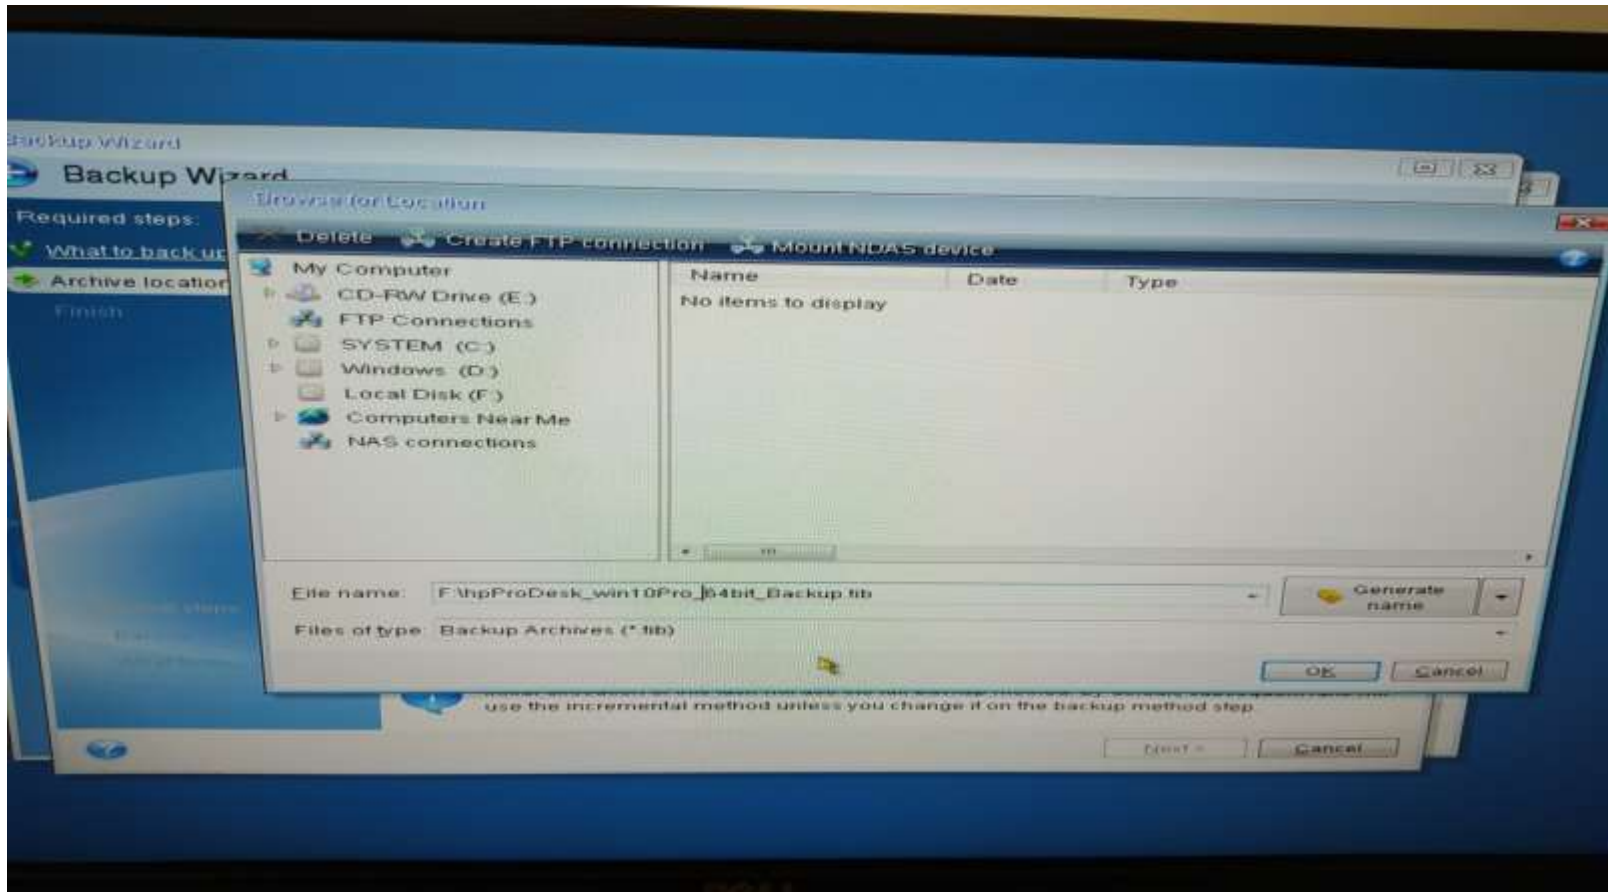 Backup Wizard
Backup Wizard
Browse for Location
Required steps:
What to back up
Archive location
Finish
Delete Create FTP connection Mount NDAS device
My Computer
CD-RW Drive (E:)
FTP Connections
SYSTEM (C:)
Windows (D:)
Local Disk (F:)
Computers Near Me
NAS connections
Name Date Type
No items to display
File name: F:\hpProDesk_win10Pro_64bit_Backup.tib
Generate name
Files of type: Backup Archives (*.tib)
OK Cancel
use the incremental method unless you change it on the backup method step
Next > Cancel